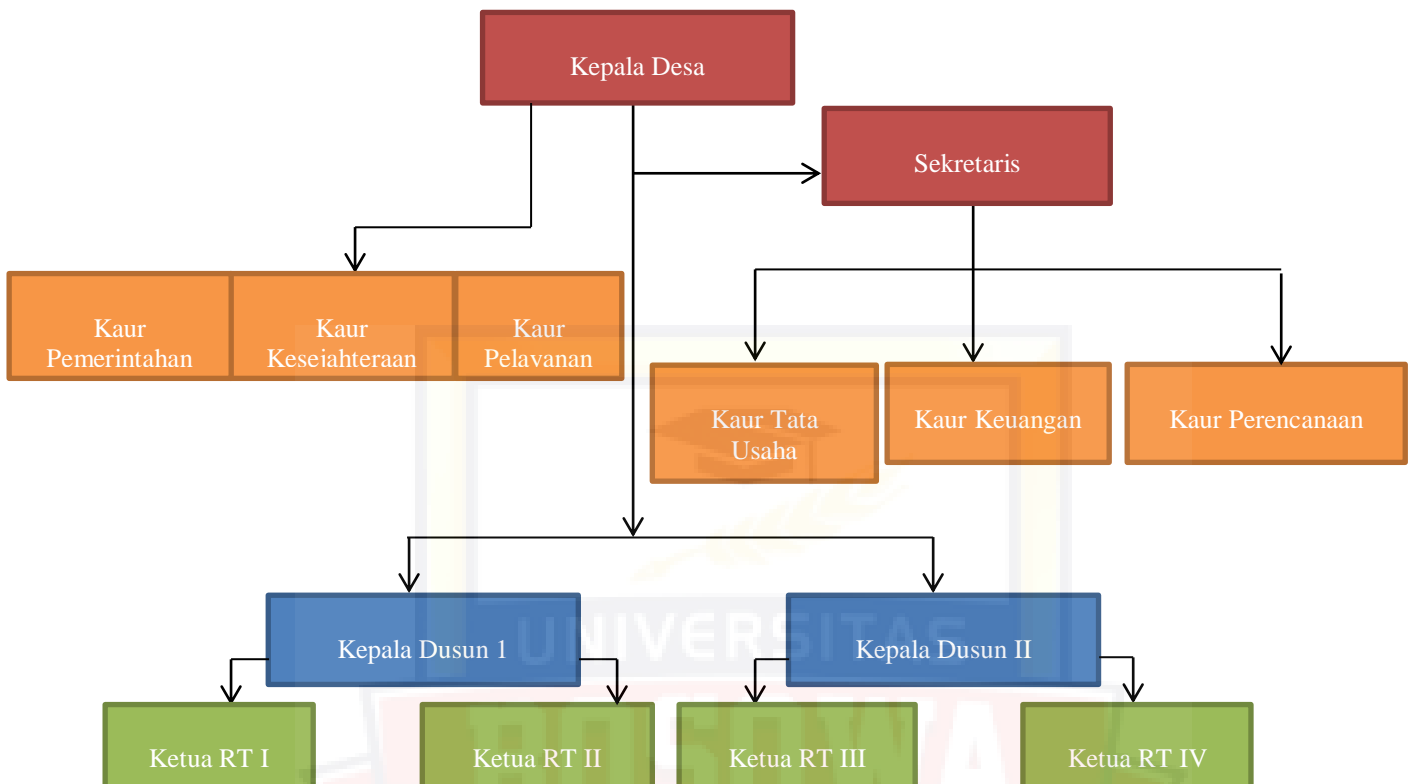 Kepala Desa
Sekretaris
Kaur
Pemerintahan
Kaur
Keseiahteraan
Kaur
Pelavanan
Kaur Tata
Usaha
Kaur Keuangan
Kaur Perencanaan
UNIVERSITAS
Kepala Dusun 1
Kepala Dusun II
BOSOWA
Ketua RT I
Ketua RT II
Ketua RT III
Ketua RT IV